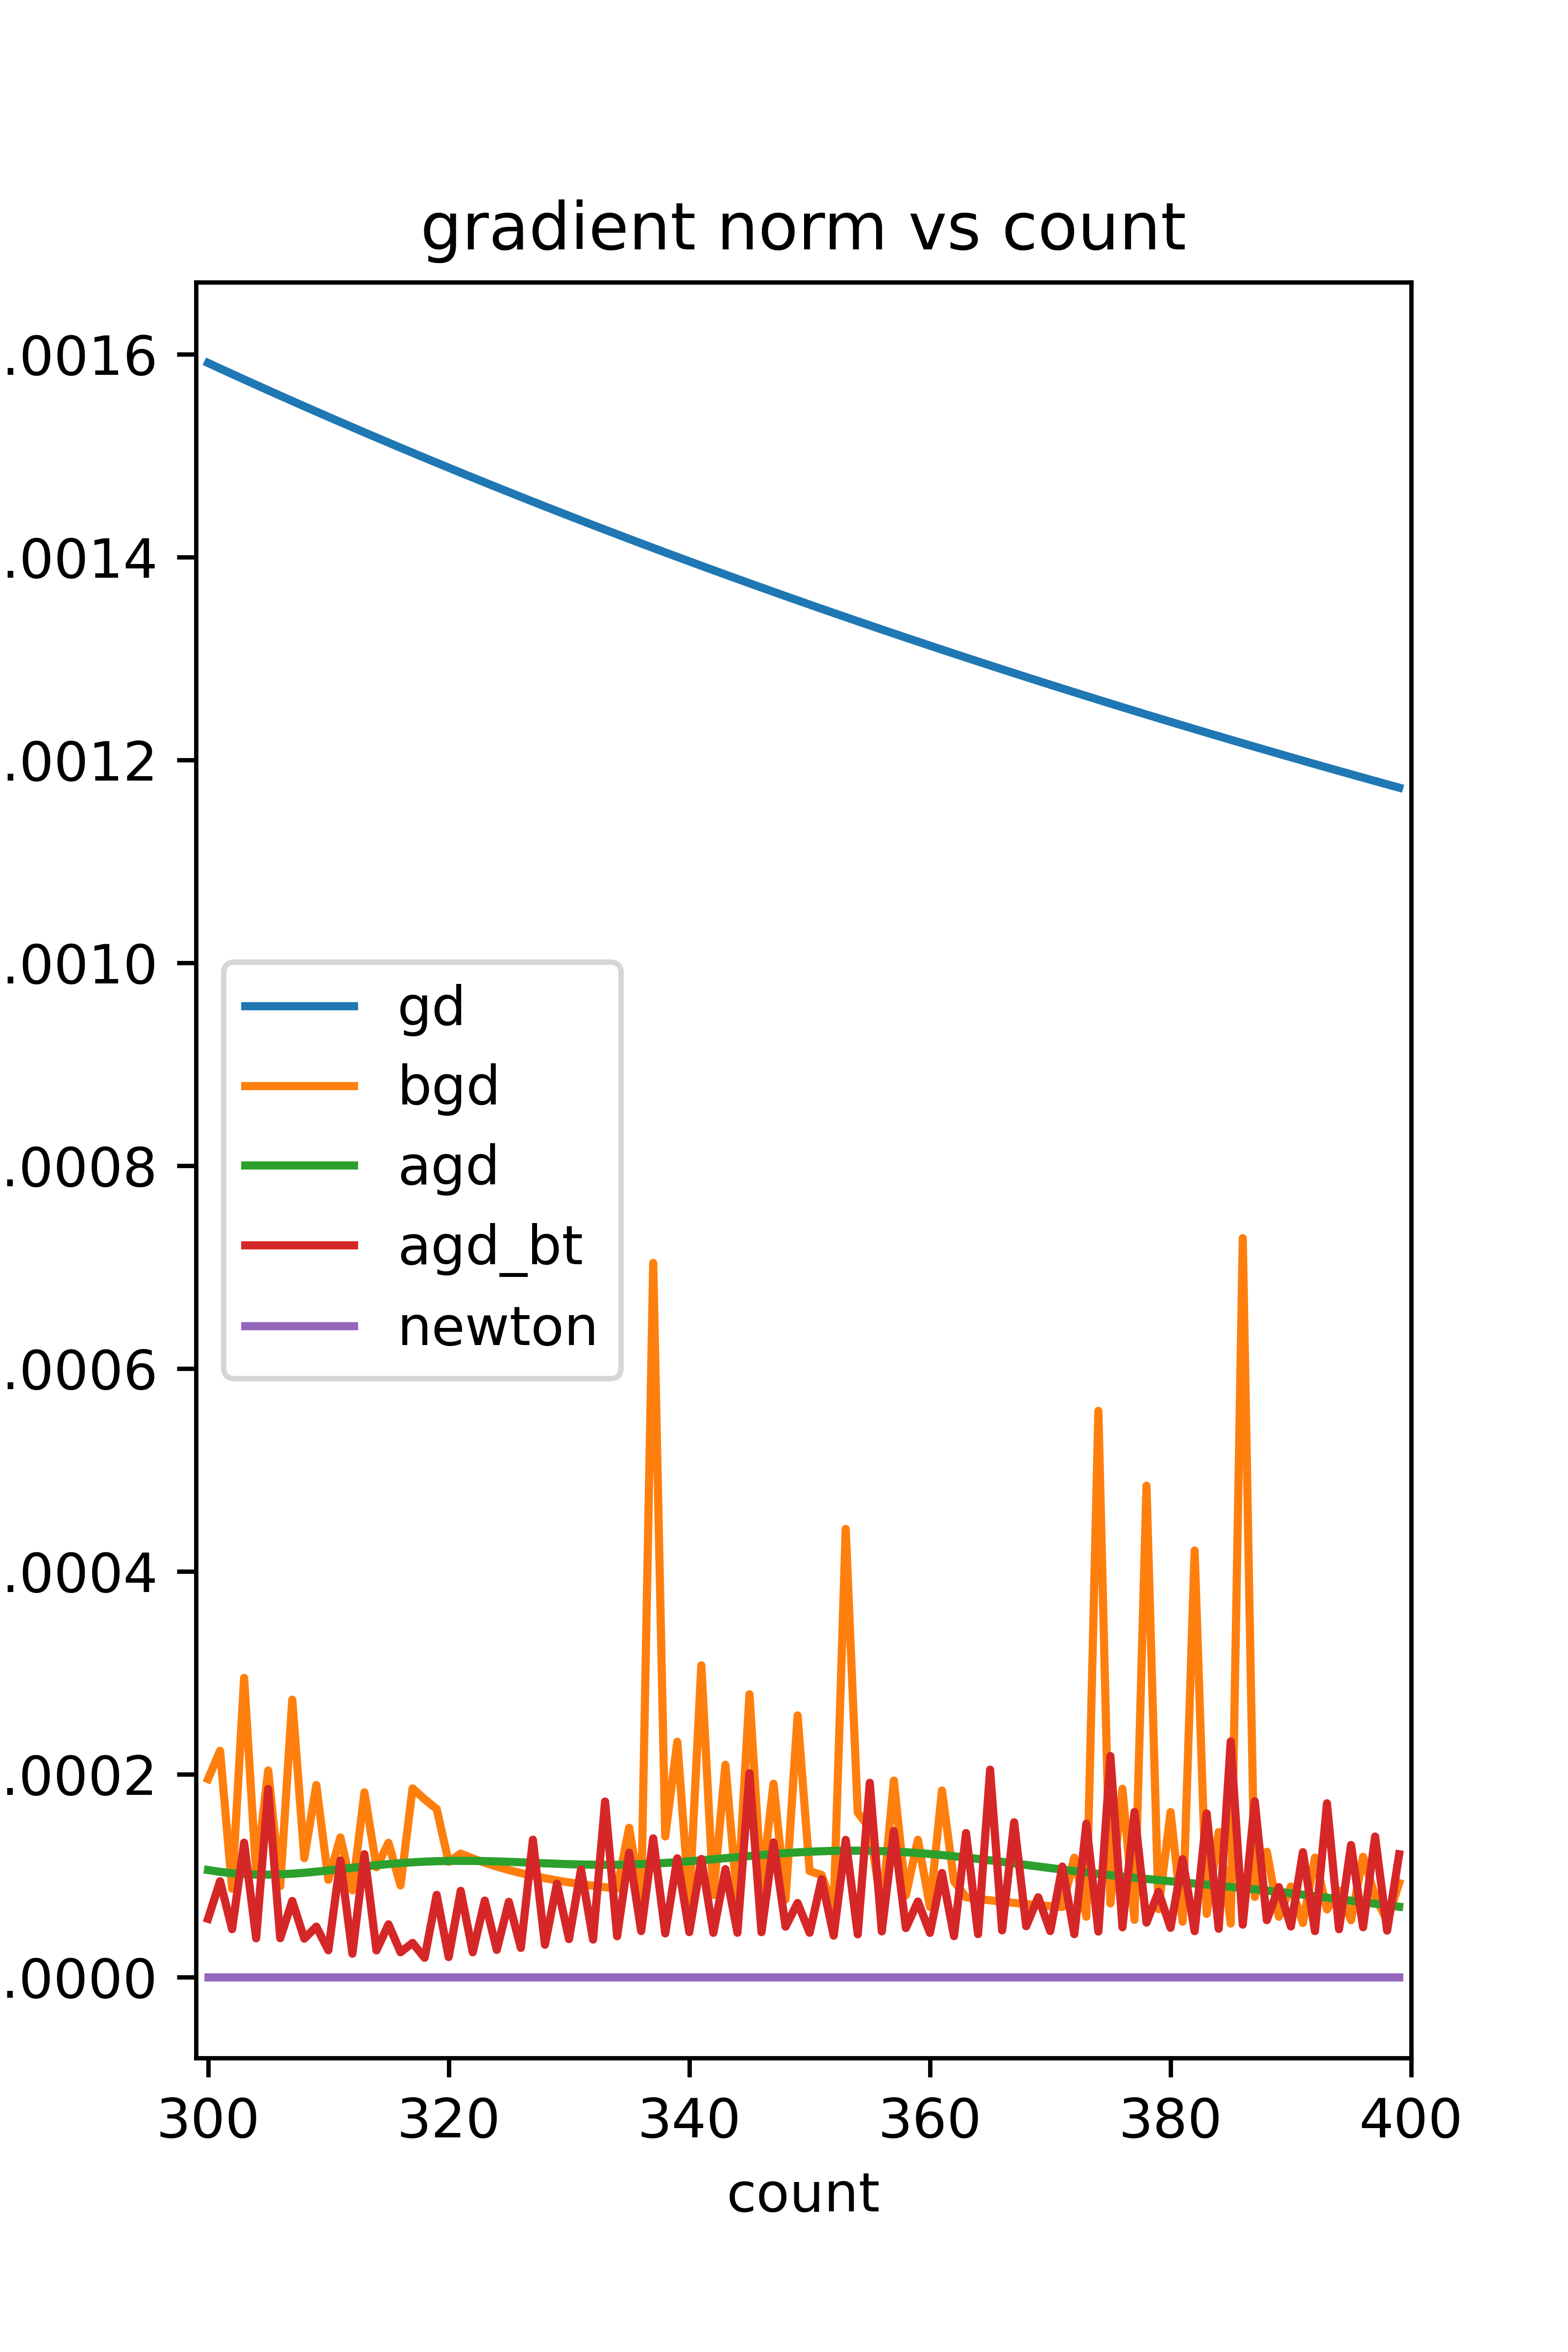 gradient norm vs count
.0016
.0014
.0012
.0010
.0008
.0006
.0004
.0002
.0000
gd
bgd
agd
agd_bt
newton
300 320 340 360 380 400
count